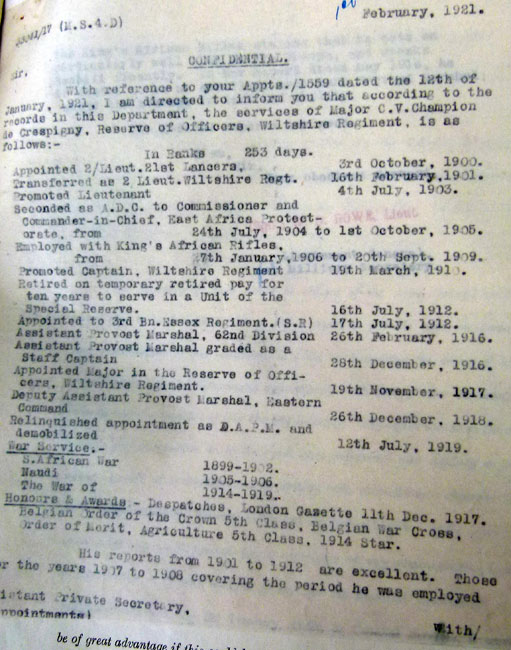 February, 1921.
/27 (M.S.4.D)
CONFIDENTIAL.
Sir,
With reference to your Appts./1559 dated the 12th of
January, 1921, I am directed to inform you that according to the
records in this Department, the services of Major C.V.Champion
de Crespigny, Reserve of Officers, Wiltshire Regiment, is as
follows:-
In Ranks 253 days.
Appointed 2/Lieut.21st Lancers, 3rd October, 1900.
Transferred as 2 Lieut.Wiltshire Regt. 16th February,1901.
Promoted Lieutenant 4th July, 1903.
Seconded as A.D.C. to Commissioner and
Commander-in-Chief, East Africa Protect-
orate, from 24th July, 1904 to 1st October, 1905.
Employed with King's African Rifles,
from 27th January,1906 to 20th Sept. 1909.
Promoted Captain, Wiltshire Regiment 19th March, 1910.
Retired on temporary retired pay for
ten years to serve in a Unit of the
Special Reserve. 16th July, 1912.
Appointed to 3rd Bn.Essex Regiment.(S.R) 17th July, 1912.
Assistant Provost Marshal, 62nd Division 26th February, 1916.
Assistant Provost Marshal graded as a
Staff Captain 28th December, 1916.
Appointed Major in the Reserve of Offi-
cers, Wiltshire Regiment. 19th November, 1917.
Deputy Assistant Provost Marshal, Eastern
Command 26th December, 1918.
Relinquished appointment as D.A.P.M. and
demobilized 12th July, 1919.
War Service.-
S.African War 1899-1902.
Nandi 1905-1906.
The War of 1914-1919.
Honours & Awards - Despatches, London Gazette 11th Dec. 1917.
Belgian Order of the Crown 5th Class, Belgian War Cross,
Order of Merit, Agriculture 5th Class, 1914 Star.
His reports from 1901 to 1912 are excellent. Those
or the years 1907 to 1908 covering the period he was employed
istant Private Secretary,
ppointments) With/
be of great advantage if this